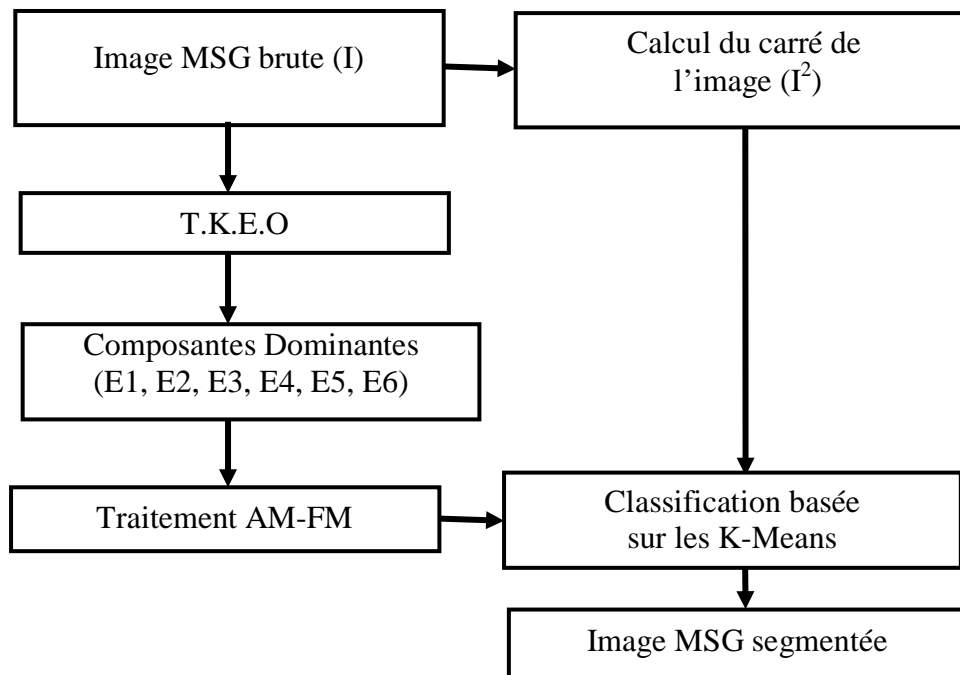 Image MSG brute (I)
Calcul du carré de
l’image (I²)
T.K.E.O
Composantes Dominantes
(E1, E2, E3, E4, E5, E6)
Traitement AM-FM
Classification basée
sur les K-Means
Image MSG segmentée